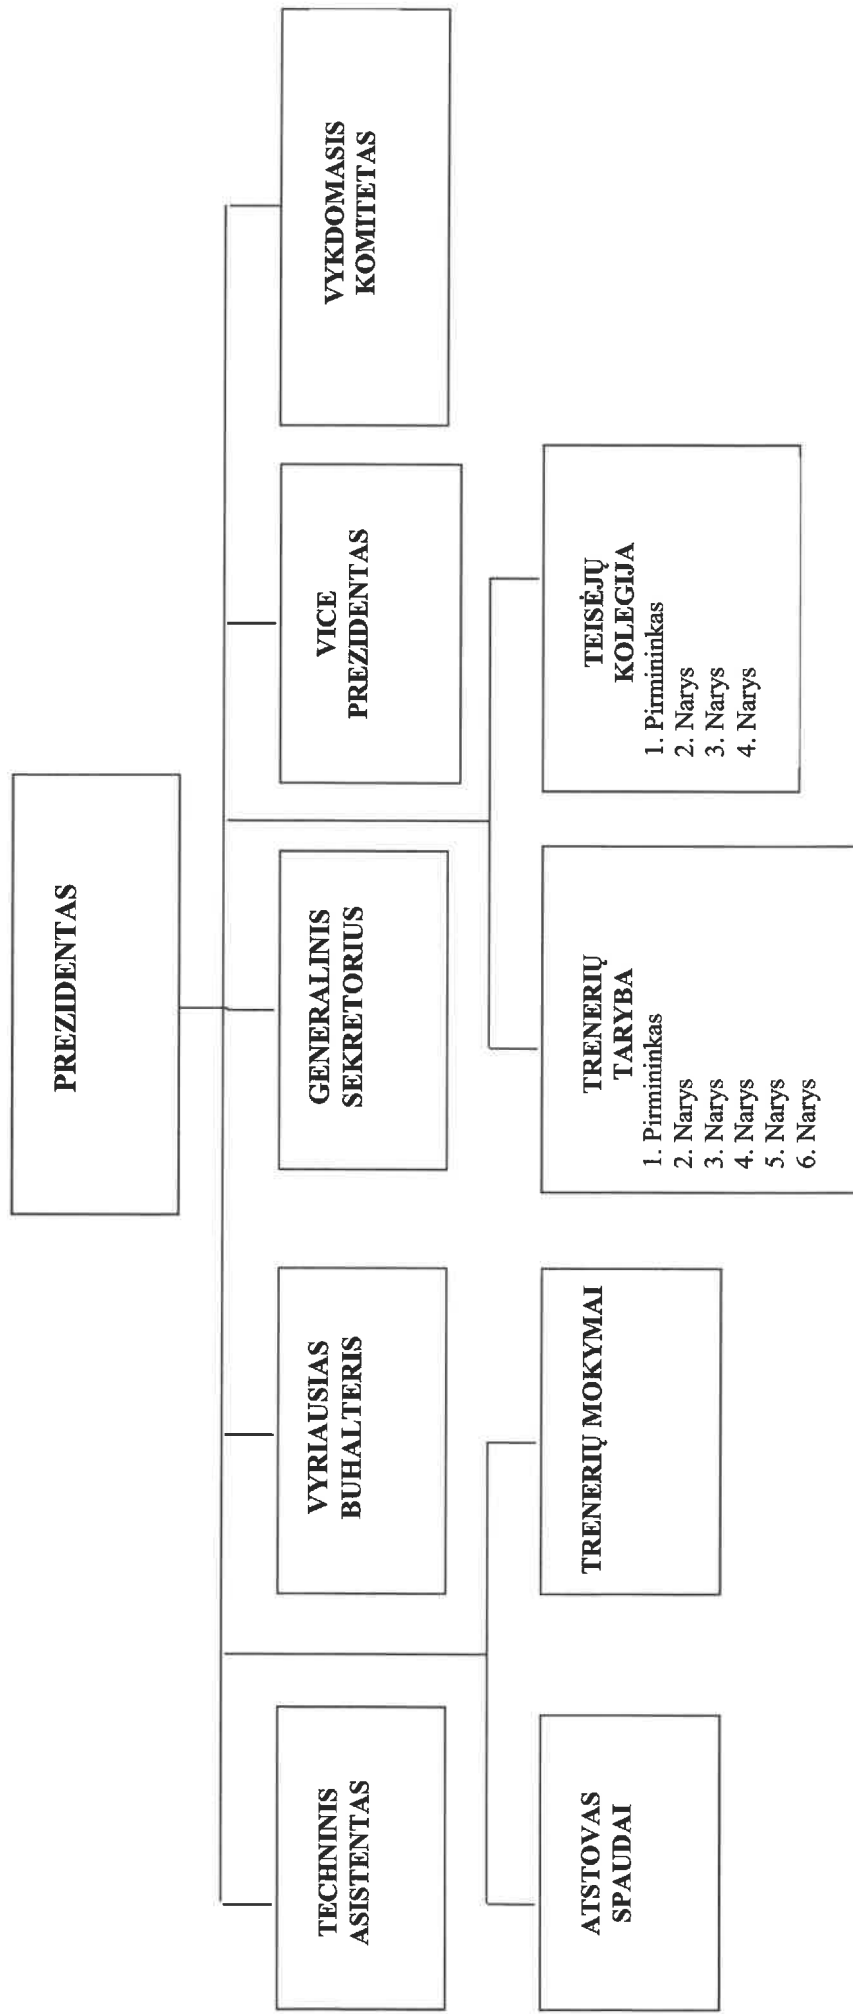 PREZIDENTAS
TECHNINIS
ASISTENTAS
VYRIAUSIAS
BUHALTERIS
GENERALINIS
SEKRETORIUS
VICE
PREZIDENTAS
VYKDOMASIS
KOMITETAS
ATSTOVAS
SPAUDAI
TRENERIŲ MOKYMAI
TRENERIŲ
TARYBA
1. Pirmininkas
2. Narys
3. Narys
4. Narys
5. Narys
6. Narys
TEISĖJŲ
KOLEGIJA
1. Pirmininkas
2. Narys
3. Narys
4. Narys